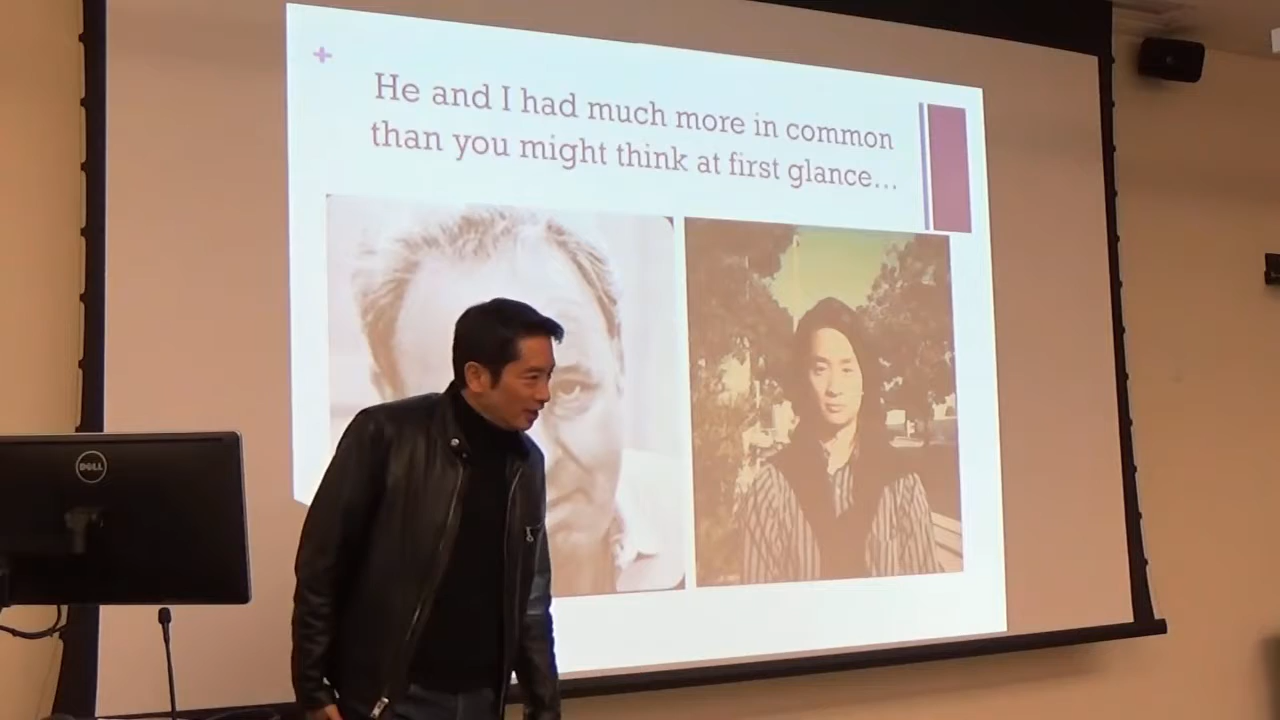 He and I had much more in common
than you might think at first glance...
DELL